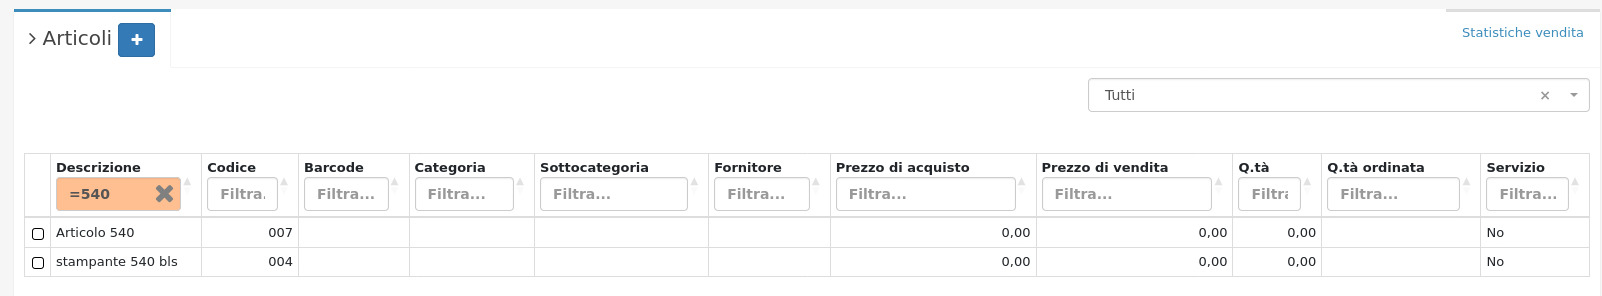 Articoli +
Statistiche vendita
Tutti ×
Descrizione Codice Barcode Categoria Sottocategoria Fornitore Prezzo di acquisto Prezzo di vendita Q.tà Q.tà ordinata Servizio
=540 Filtra. Filtra... Filtra... Filtra... Filtra... Filtra... Filtra... Filtra Filtra... Filtra...
Articolo 540 007 0,00 0,00 0,00 No
stampante 540 bls 004 0,00 0,00 0,00 No